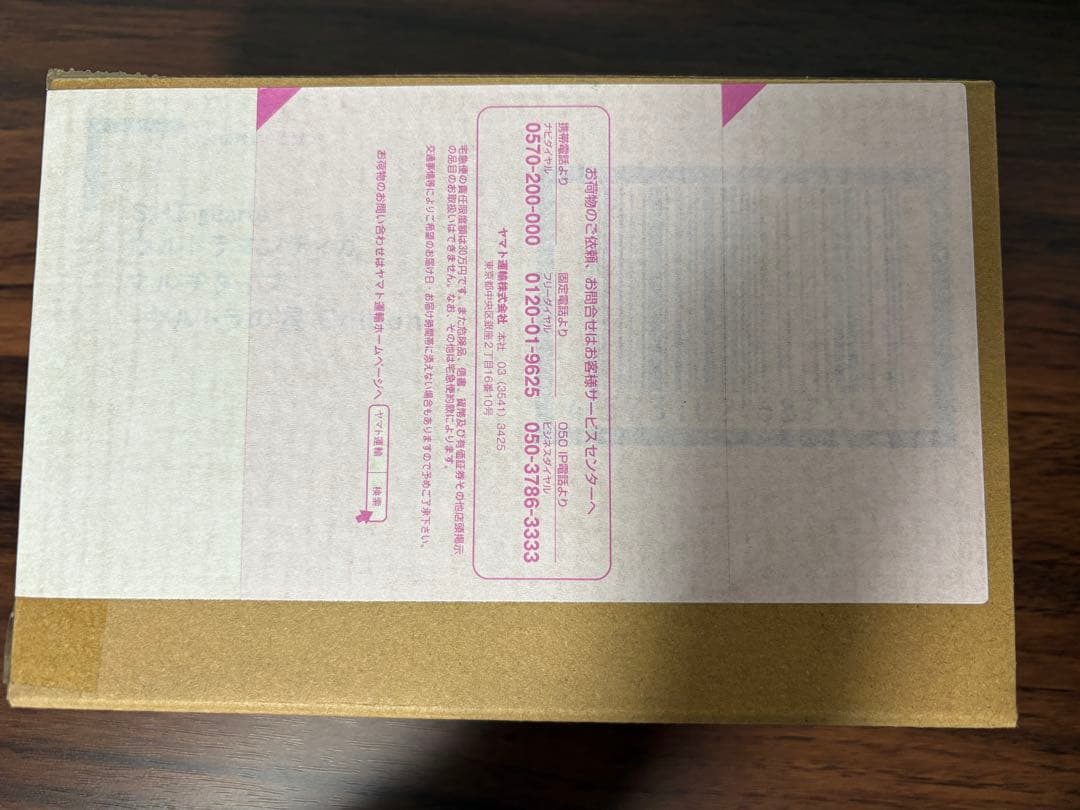 お荷物のご依頼、お問合せはお客様サービスセンターへ
携帯電話より
ナビダイヤル
0570-200-000
固定電話より
フリーダイヤル
0120-01-9625
050 IP電話より
ビジネスダイヤル
050-3786-3333
ヤマト運輸株式会社 本社 03 (3541) 3425
東京都中央区銀座2丁目16番10号
宅急便の責任限度額は30万円です。また危険品、信書、貨幣及び有価証券その他店頭掲示
の品目のお取扱いはできません。なお、その他は宅急便約款によります。
交通事情等によりご希望のお届け日・お届け時間帯に添えない場合もありますので予めご了承下さい。
お荷物のお問い合わせはヤマト運輸ホームページへ ヤマト運輸 検索